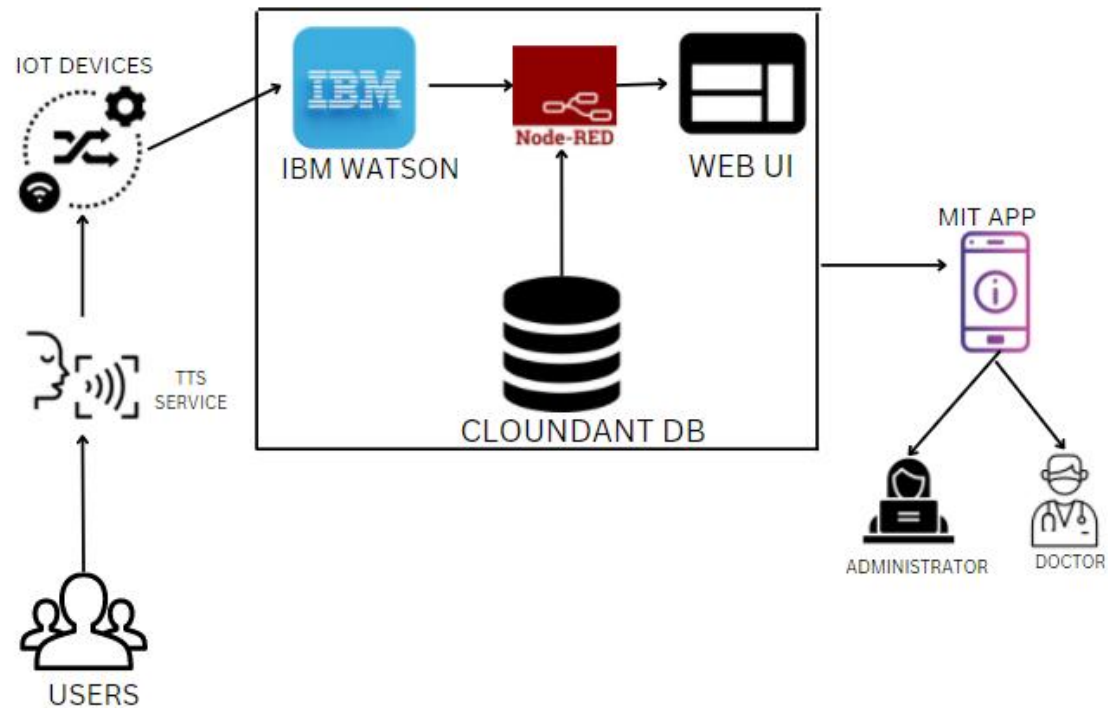 IOT DEVICES
IBM
IBM WATSON
Node-RED
WEB UI
CLOUNDANT DB
TTS
SERVICE
USERS
MIT APP
ADMINISTRATOR
DOCTOR